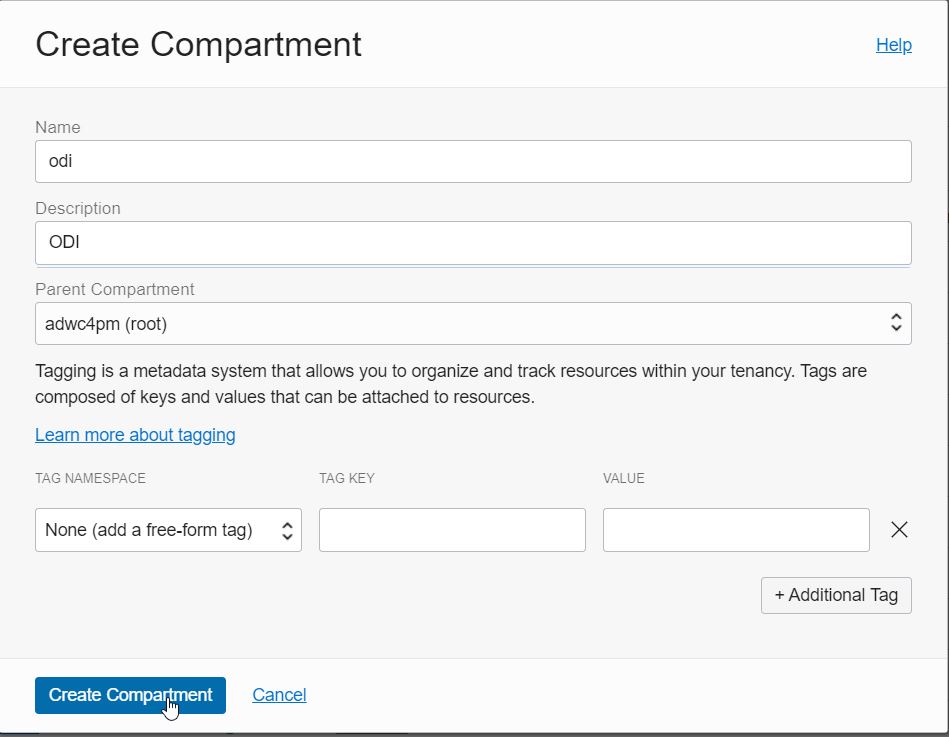 Create Compartment
Help
Name
odi
Description
ODI
Parent Compartment
adwc4pm (root)
Tagging is a metadata system that allows you to organize and track resources within your tenancy. Tags are
composed of keys and values that can be attached to resources.
Learn more about tagging
TAG NAMESPACE TAG KEY VALUE
None (add a free-form tag)
+ Additional Tag
Create Compartment Cancel